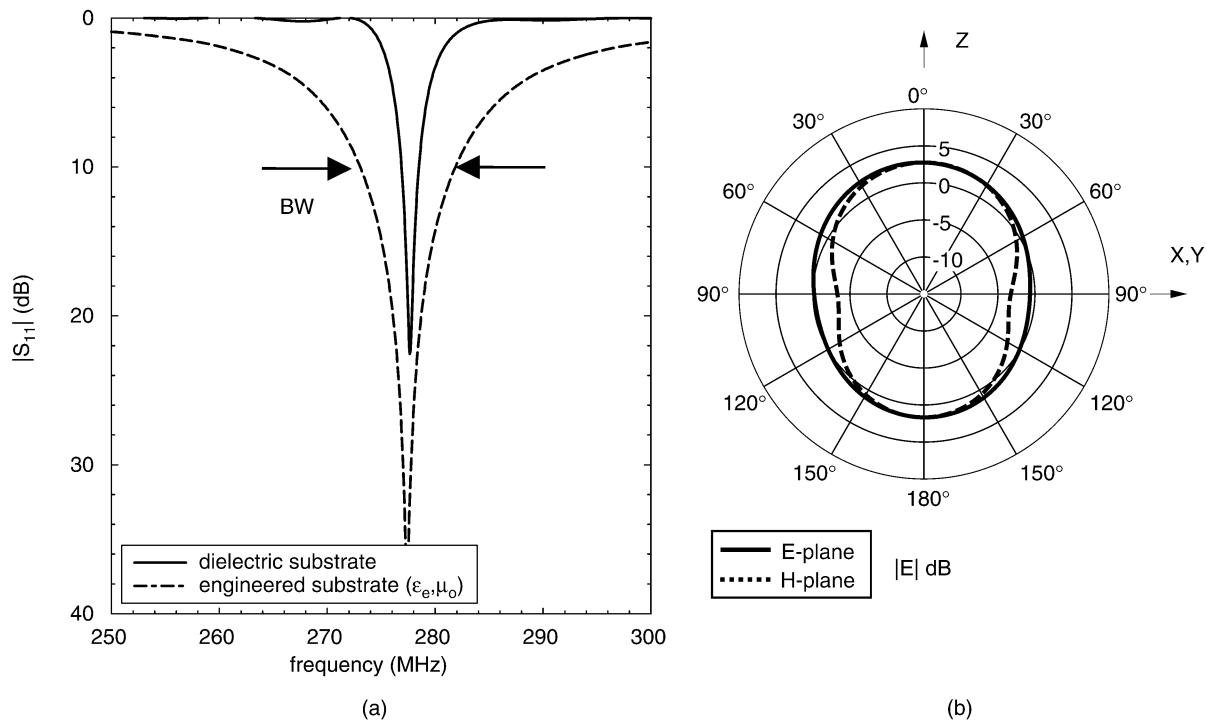 0
10
20
30
40
|S11| (dB)
BW
dielectric substrate
engineered substrate (εe,μo)
250
260
270
280
290
300
frequency (MHz)
(a)
Z
0°
30°
30°
60°
60°
90°
90°
X,Y
120°
120°
150°
150°
180°
5
0
-5
-10
E-plane
H-plane
|E| dB
(b)